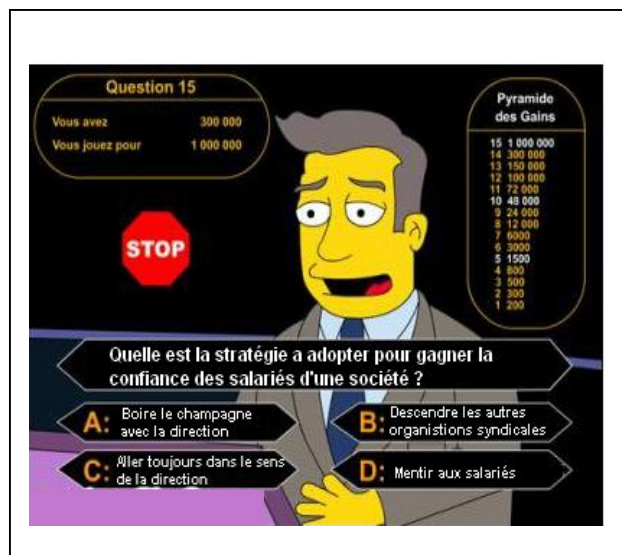 Question 15
Vous avez 300 000
Vous jouez pour 1 000 000
Pyramide
des Gains
15 1 000 000
14 300 000
13 150 000
12 100 000
11 72 000
10 48 000
9 24 000
8 12 000
7 6000
6 3000
5 1500
4 800
3 500
2 300
1 200
STOP
Quelle est la stratégie a adopter pour gagner la
confiance des salariés d'une société ?
A: Boire le champagne
avec la direction
B: Descendre les autres
organistions syndicales
C: Aller toujours dans le sens
de la direction
D: Mentir aux salariés